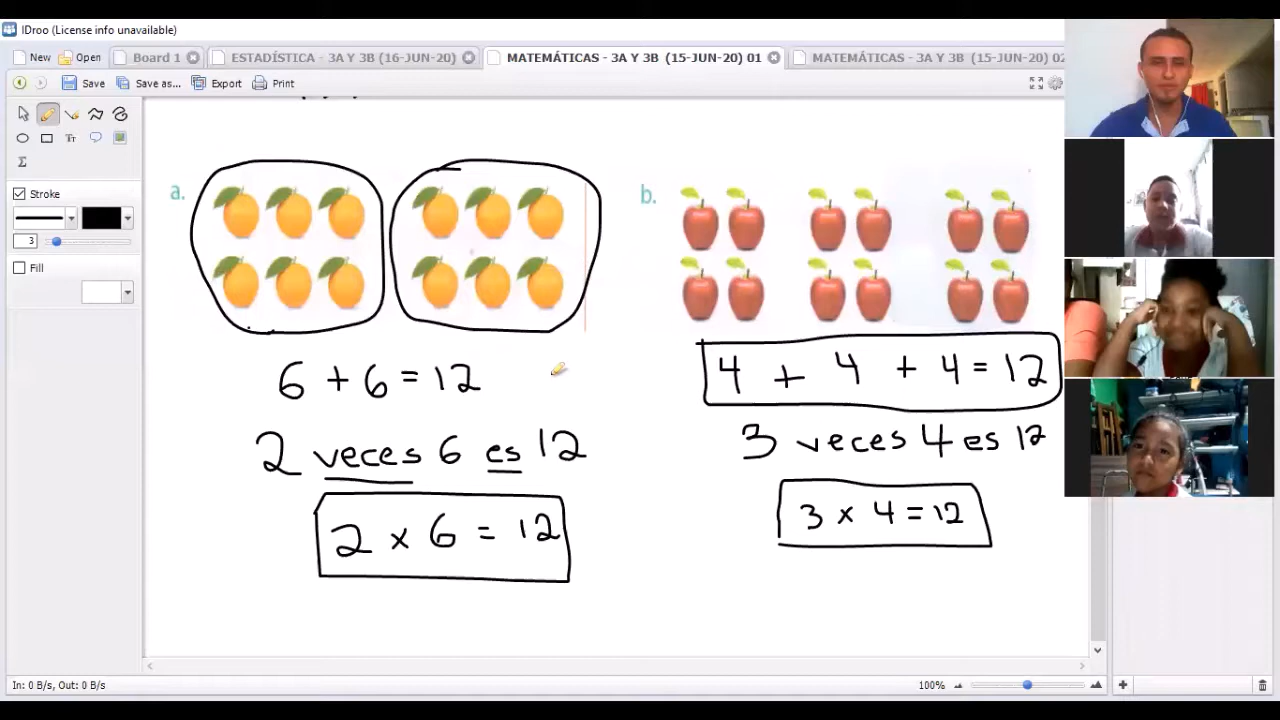 IDroo (License info unavailable)
New Open Board 1 ESTADÍSTICA - 3A Y 3B (16-JUN-20) MATEMÁTICAS - 3A Y 3B (15-JUN-20) 01 MATEMÁTICAS - 3A Y 3B (15-JUN-20) 02
Save Save as... Export Print
Tт
Σ
Stroke
3
Fill
a.
b.
6 + 6 = 12
4 + 4 + 4 = 12
2 veces 6 es 12
3 veces 4 es 12
2 x 6 = 12
3 x 4 = 12
In: 0 B/s, Out: 0 B/s
100%